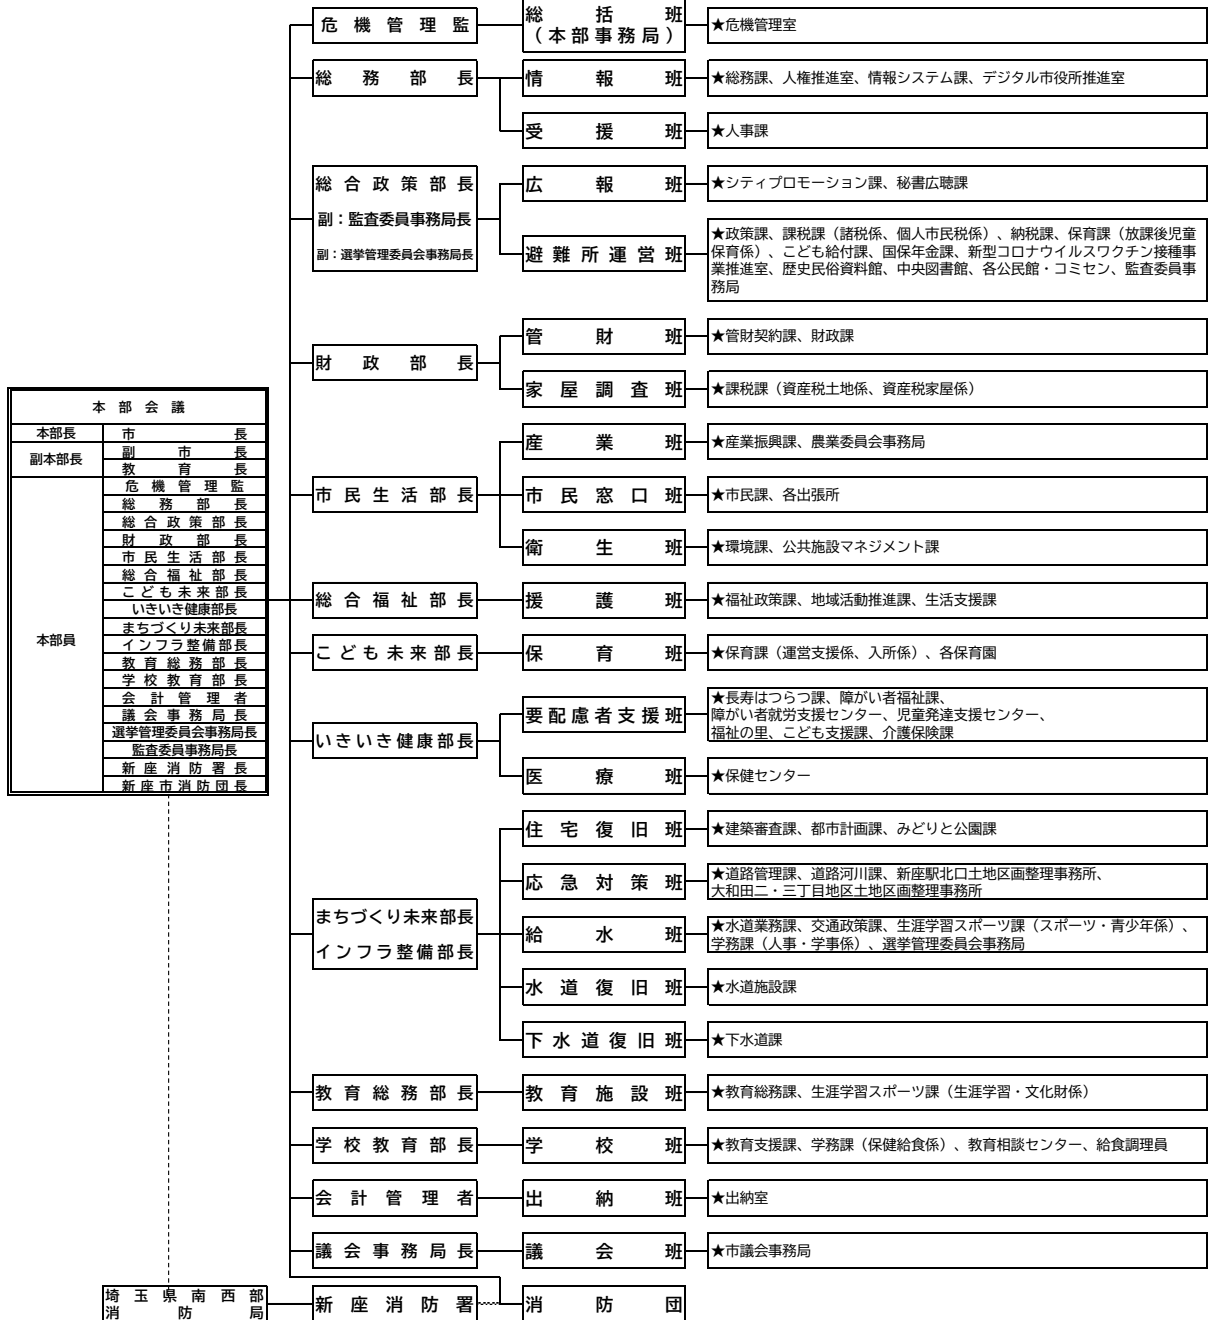 危機管理監
総括班
（本部事務局）
★危機管理室
総務部長
情報班
★総務課、人権推進室、情報システム課、デジタル市役所推進室
受援班
★人事課
総合政策部長
副：監査委員事務局長
副：選挙管理委員会事務局長
広報班
★シティプロモーション課、秘書広聴課
避難所運営班
★政策課、課税課（諸税係、個人市民税係）、納税課、保育課（放課後児童
保育係）、こども給付課、国保年金課、新型コロナウイルスワクチン接種事
業推進室、歴史民俗資料館、中央図書館、各公民館・コミセン、監査委員事
務局
財政部長
管財班
★管財契約課、財政課
家屋調査班
★課税課（資産税土地係、資産税家屋係）
市民生活部長
産業班
★産業振興課、農業委員会事務局
市民窓口班
★市民課、各出張所
衛生班
★環境課、公共施設マネジメント課
総合福祉部長
援護班
★福祉政策課、地域活動推進課、生活支援課
こども未来部長
保育班
★保育課（運営支援係、入所係）、各保育園
いきいき健康部長
要配慮者支援班
★長寿はつらつ課、障がい者福祉課、
障がい者就労支援センター、児童発達支援センター、
福祉の里、こども支援課、介護保険課
医療班
★保健センター
まちづくり未来部長
インフラ整備部長
住宅復旧班
★建築審査課、都市計画課、みどりと公園課
応急対策班
★道路管理課、道路河川課、新座駅北口土地区画整理事務所、
大和田二・三丁目地区土地区画整理事務所
給水班
★水道業務課、交通政策課、生涯学習スポーツ課（スポーツ・青少年係）、
学務課（人事・学事係）、選挙管理委員会事務局
水道復旧班
★水道施設課
下水道復旧班
★下水道課
教育総務部長
教育施設班
★教育総務課、生涯学習スポーツ課（生涯学習・文化財係）
学校教育部長
学校班
★教育支援課、学務課（保健給食係）、教育相談センター、給食調理員
会計管理者
出納班
★出納室
議会事務局長
議会班
★市議会事務局
本部会議
本部長
市長
副本部長
副市長
教育長
本部員
危機管理監
総務部長
総合政策部長
財政部長
市民生活部長
総合福祉部長
こども未来部長
いきいき健康部長
まちづくり未来部長
インフラ整備部長
教育総務部長
学校教育部長
会計管理者
議会事務局長
選挙管理委員会事務局長
監査委員事務局長
新座消防署長
新座市消防団長
埼玉県南西部
消防局
新座消防署
消防団